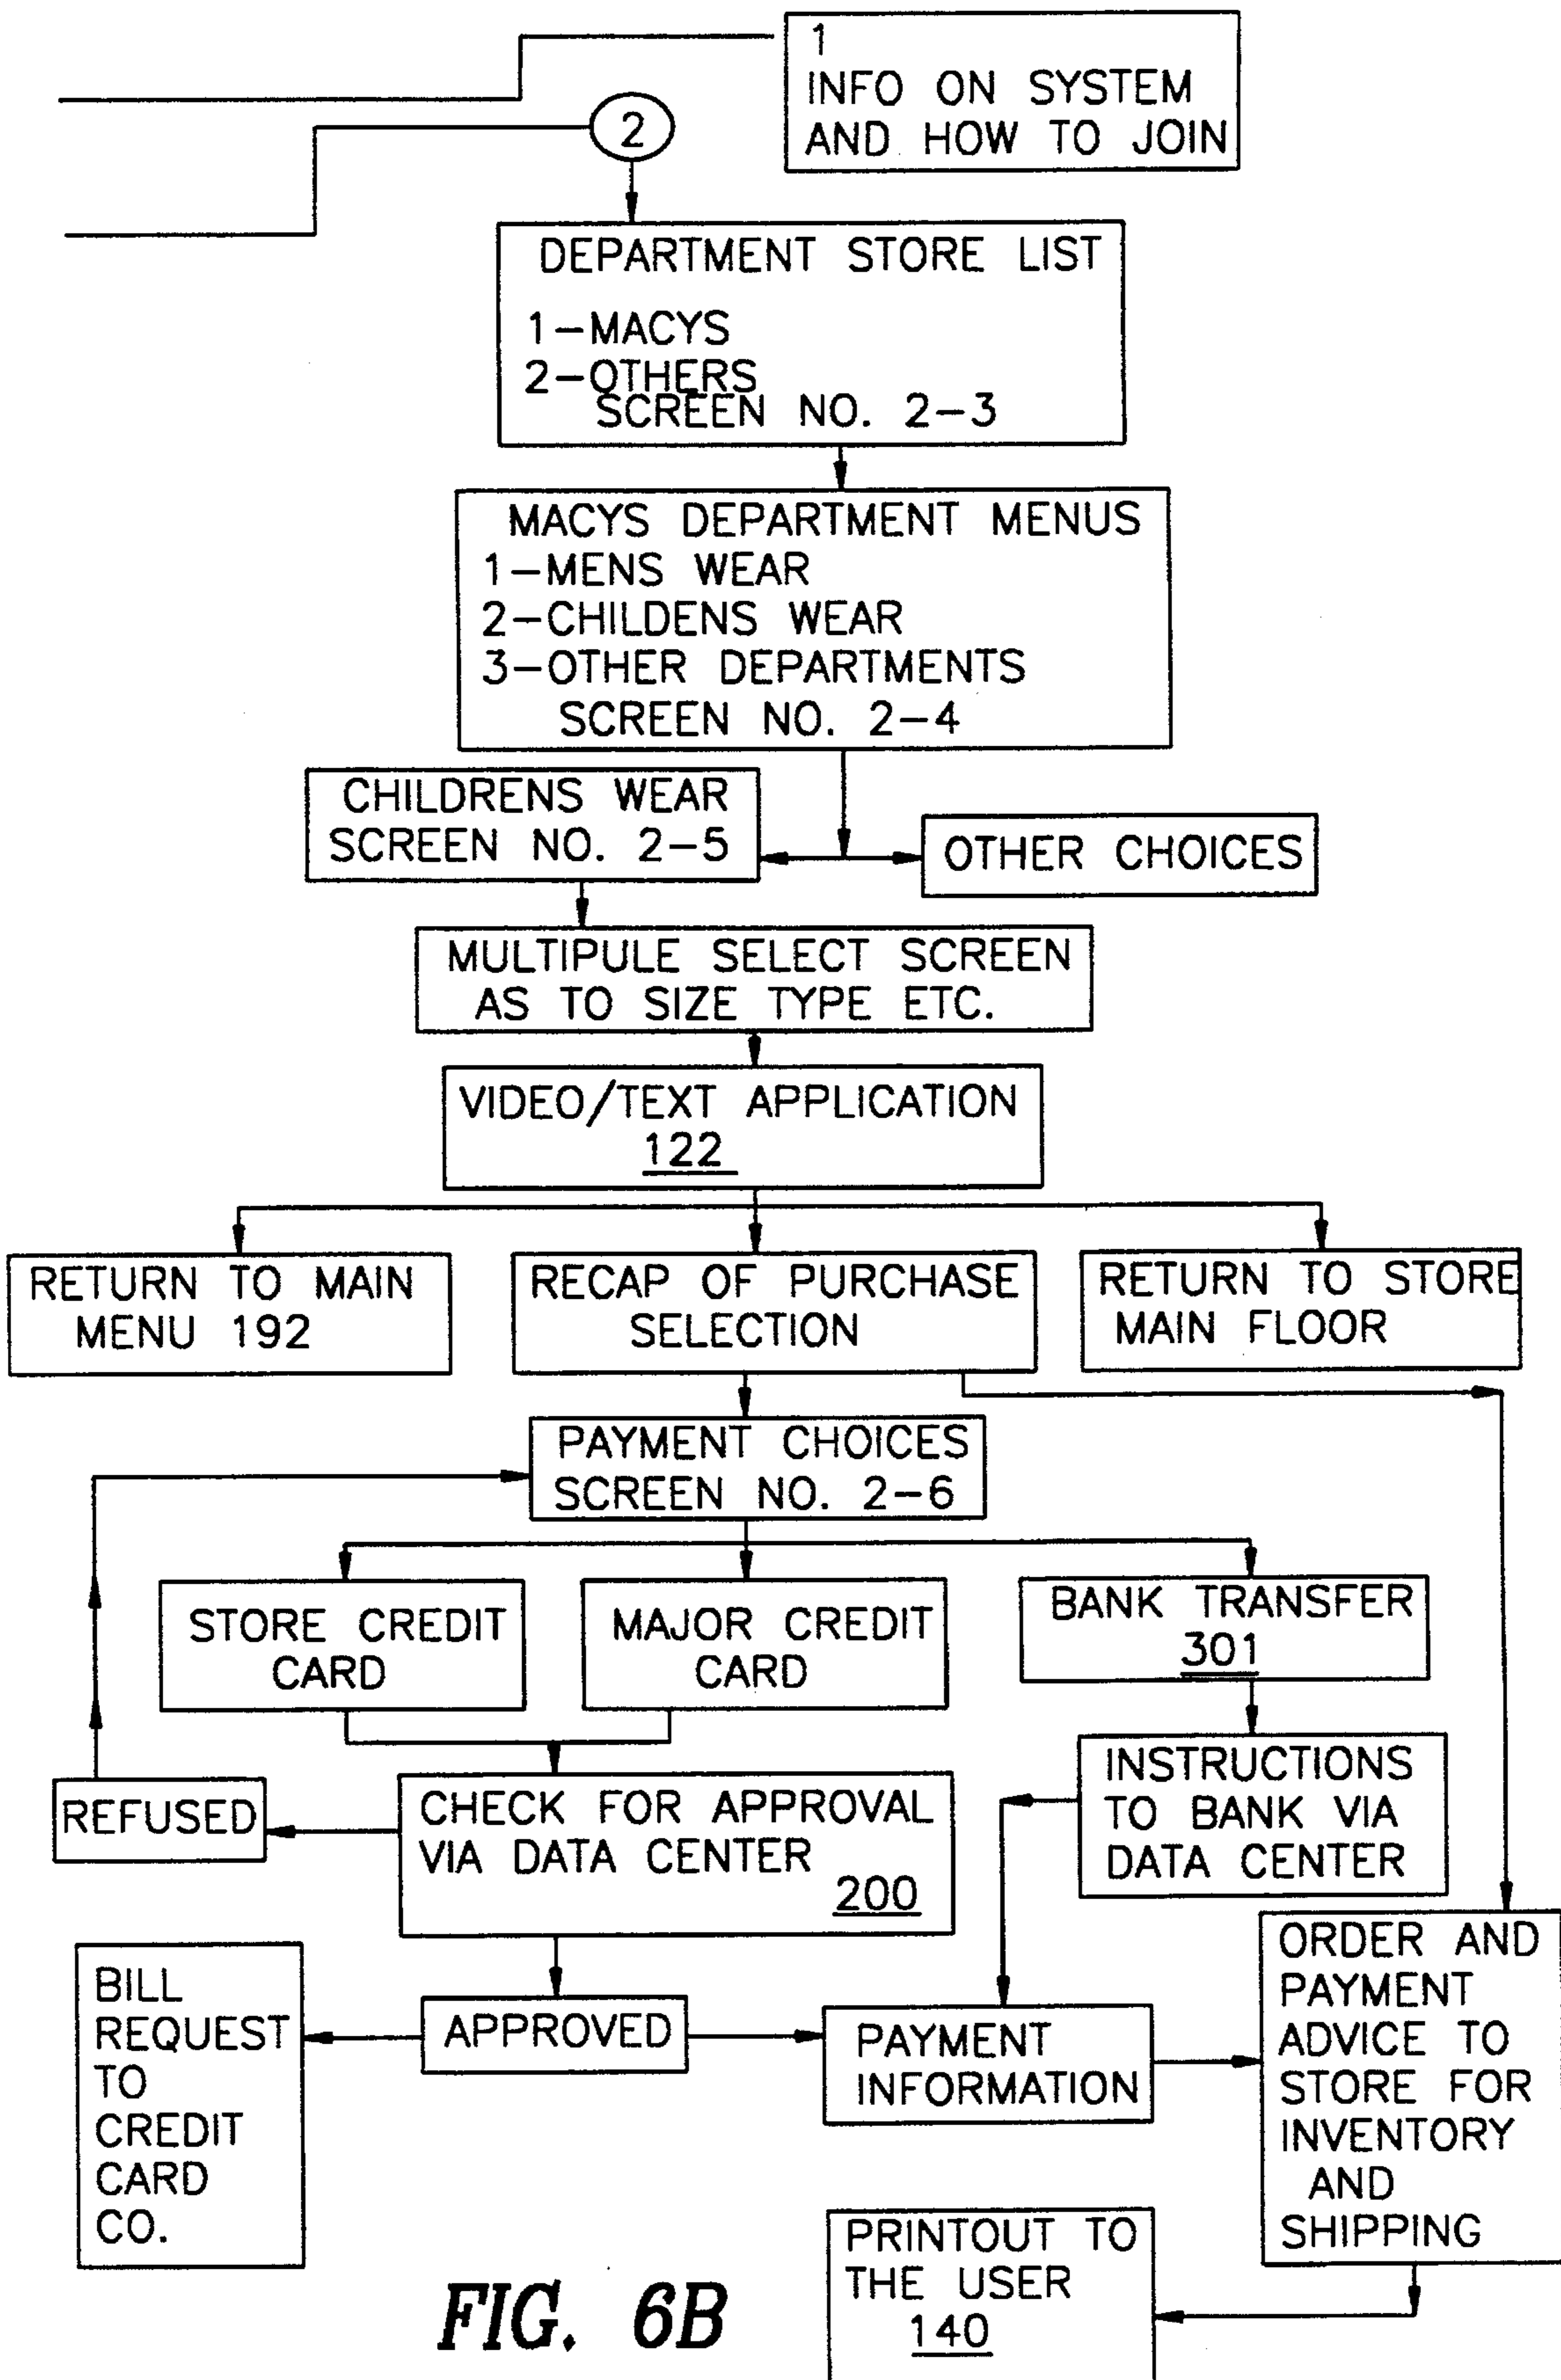 1
INFO ON SYSTEM
AND HOW TO JOIN
2
DEPARTMENT STORE LIST
1-MACYS
2-OTHERS
SCREEN NO. 2-3
MACYS DEPARTMENT MENUS
1-MENS WEAR
2-CHILDENS WEAR
3-OTHER DEPARTMENTS
SCREEN NO. 2-4
CHILDRENS WEAR
SCREEN NO. 2-5
OTHER CHOICES
MULTIPULE SELECT SCREEN
AS TO SIZE TYPE ETC.
VIDEO/TEXT APPLICATION
122
RETURN TO MAIN
MENU 192
RECAP OF PURCHASE
SELECTION
RETURN TO STORE
MAIN FLOOR
PAYMENT CHOICES
SCREEN NO. 2-6
STORE CREDIT
CARD
MAJOR CREDIT
CARD
BANK TRANSFER
301
INSTRUCTIONS
TO BANK VIA
DATA CENTER
REFUSED
CHECK FOR APPROVAL
VIA DATA CENTER
200
BILL
REQUEST
TO
CREDIT
CARD
CO.
APPROVED
PAYMENT
INFORMATION
ORDER AND
PAYMENT
ADVICE TO
STORE FOR
INVENTORY
AND
SHIPPING
PRINTOUT TO
THE USER
140
FIG. 6B